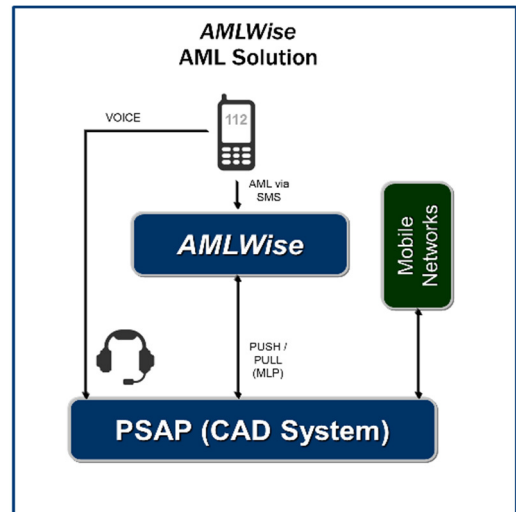 AMLWise
AML Solution
112
VOICE
AML via
SMS
AMLWise
Mobile
Networks
PUSH /
PULL
(MLP)
PSAP (CAD System)